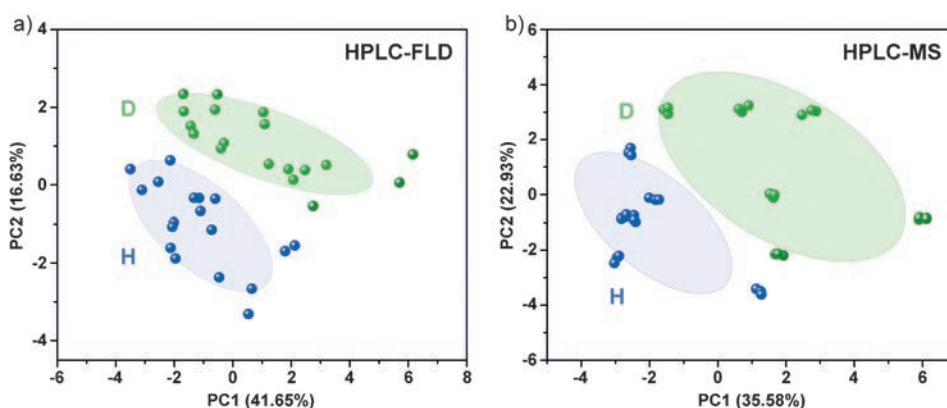 a)
HPLC-FLD
D
H
PC2 (16.63%)
4
2
0
-2
-4
-6 -4 -2 0 2 4 6 8
PC1 (41.65%)
b)
HPLC-MS
D
H
PC2 (22.93%)
6
4
2
0
-2
-4
-6
-4 -2 0 2 4 6
PC1 (35.58%)